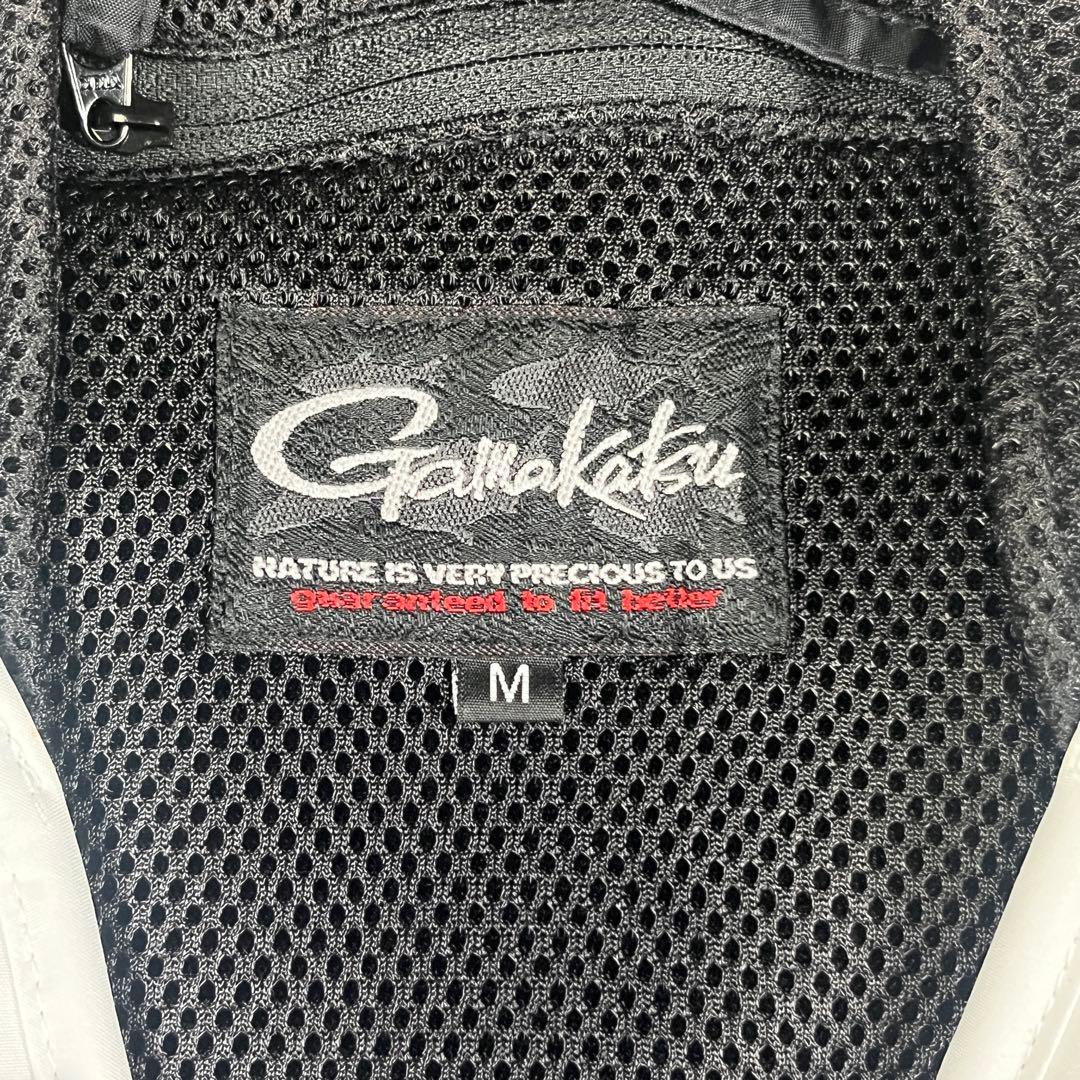 Gamakatsu
NATURE IS VERY PRECIOUS TO US
guaranteed to fit better
M